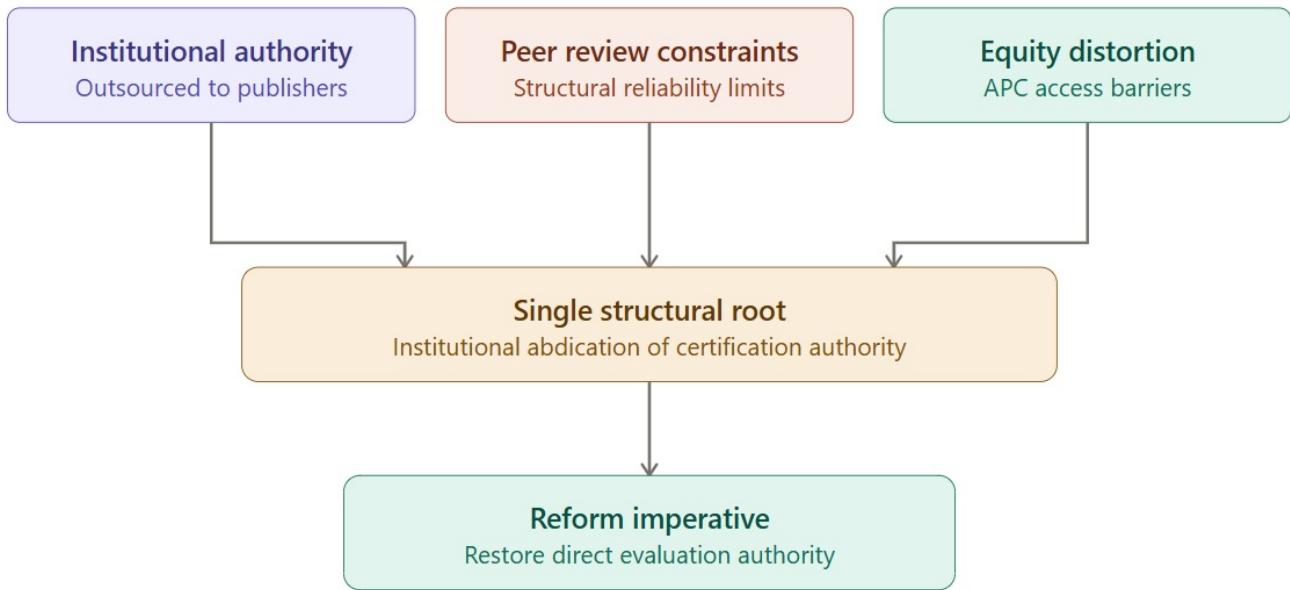 Institutional authority
Outsourced to publishers
Peer review constraints
Structural reliability limits
Equity distortion
APC access barriers
Single structural root
Institutional abdication of certification authority
Reform imperative
Restore direct evaluation authority